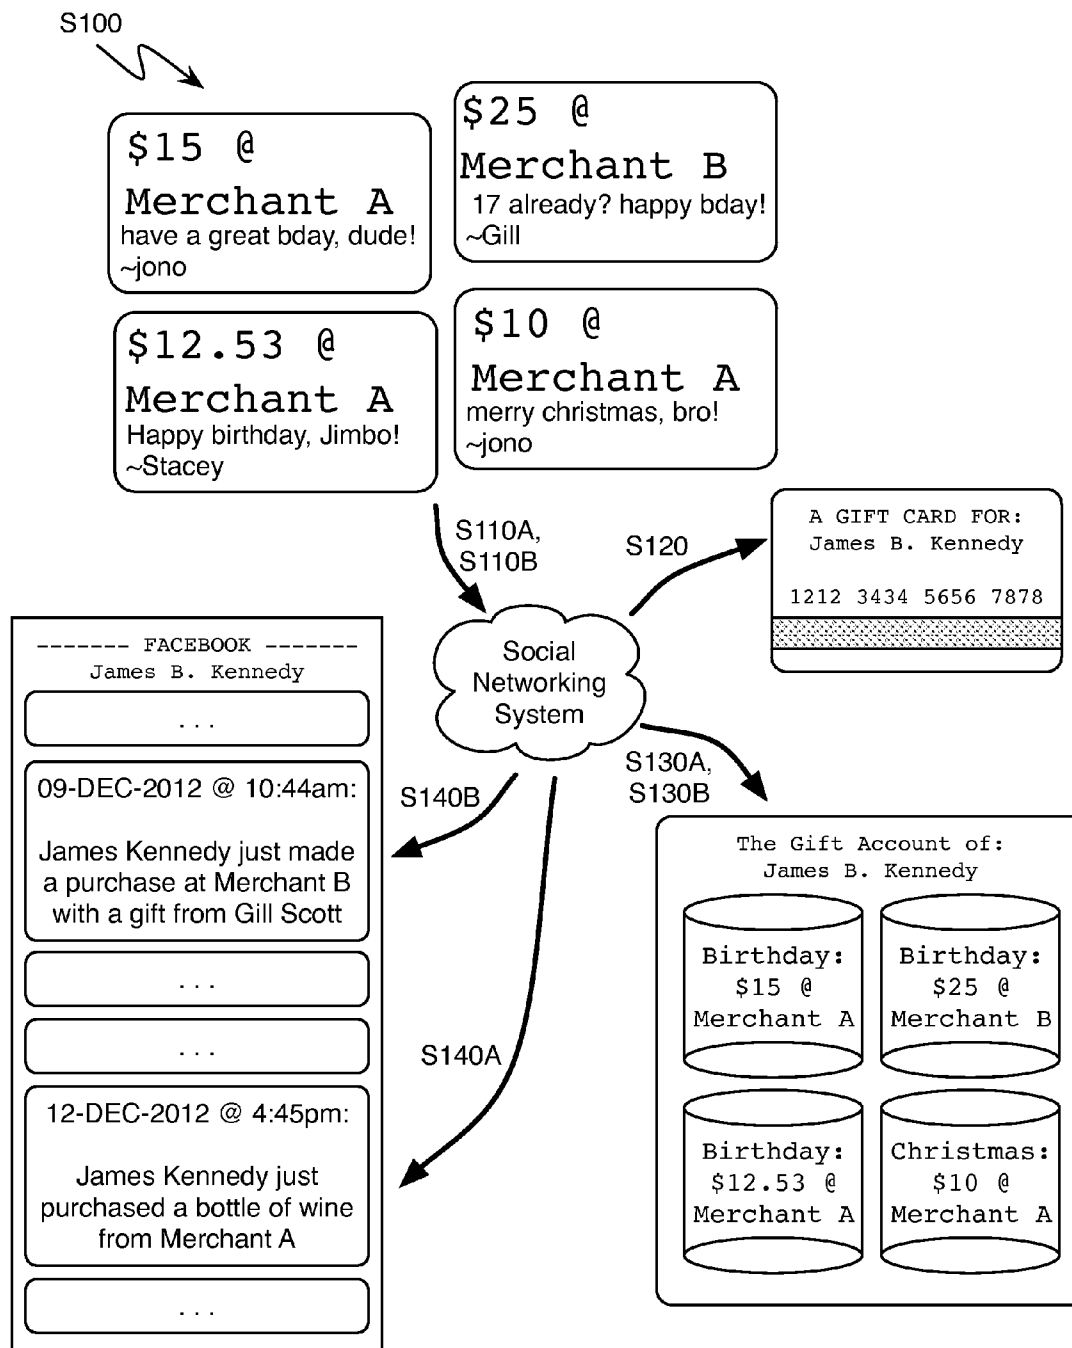 S100
$15 @
Merchant A
have a great bday, dude!
~jono
$25 @
Merchant B
17 already? happy bday!
~Gill
$12.53 @
Merchant A
Happy birthday, Jimbo!
~Stacey
$10 @
Merchant A
merry christmas, bro!
~jono
S110A,
S110B
S120
A GIFT CARD FOR:
James B. Kennedy
1212 3434 5656 7878
Social
Networking
System
S130A,
S130B
S140B
S140A
------- FACEBOOK -------
James B. Kennedy
. . .
09-DEC-2012 @ 10:44am:
James Kennedy just made
a purchase at Merchant B
with a gift from Gill Scott
. . .
. . .
12-DEC-2012 @ 4:45pm:
James Kennedy just
purchased a bottle of wine
from Merchant A
. . .
The Gift Account of:
James B. Kennedy
Birthday:
$15 @
Merchant A
Birthday:
$25 @
Merchant B
Birthday:
$12.53 @
Merchant A
Christmas:
$10 @
Merchant A